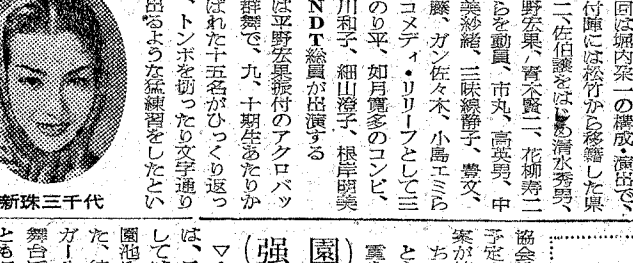 回は堀内柒一の構成・演出で、
付陣には松竹から移籍した県
二、佐伯譲をはじめ清水秀男、
野宏果、青木賢二、花柳寿二
らを動員、市丸、高英男、中
美紗緒、三味線静子、豊文、
藤、ガン佐々木、小島エミら
コメディ・リリーフとして三
のり平、如月寛多のコンビ、
川和子、細山澄子、根岸明美
NDT総員が出演する
は平野宏果振付のアクロバッ
群舞で、九、十期生あたりか
ばれた十五名がひっくり返っ
、トンボを切ったり文字通り
出るような猛練習をしたとい
新珠三千代
協会
予定
案が
ち
と
震
園)
(强
▽
は、
して
園池
た、
ガー
舞台
とも